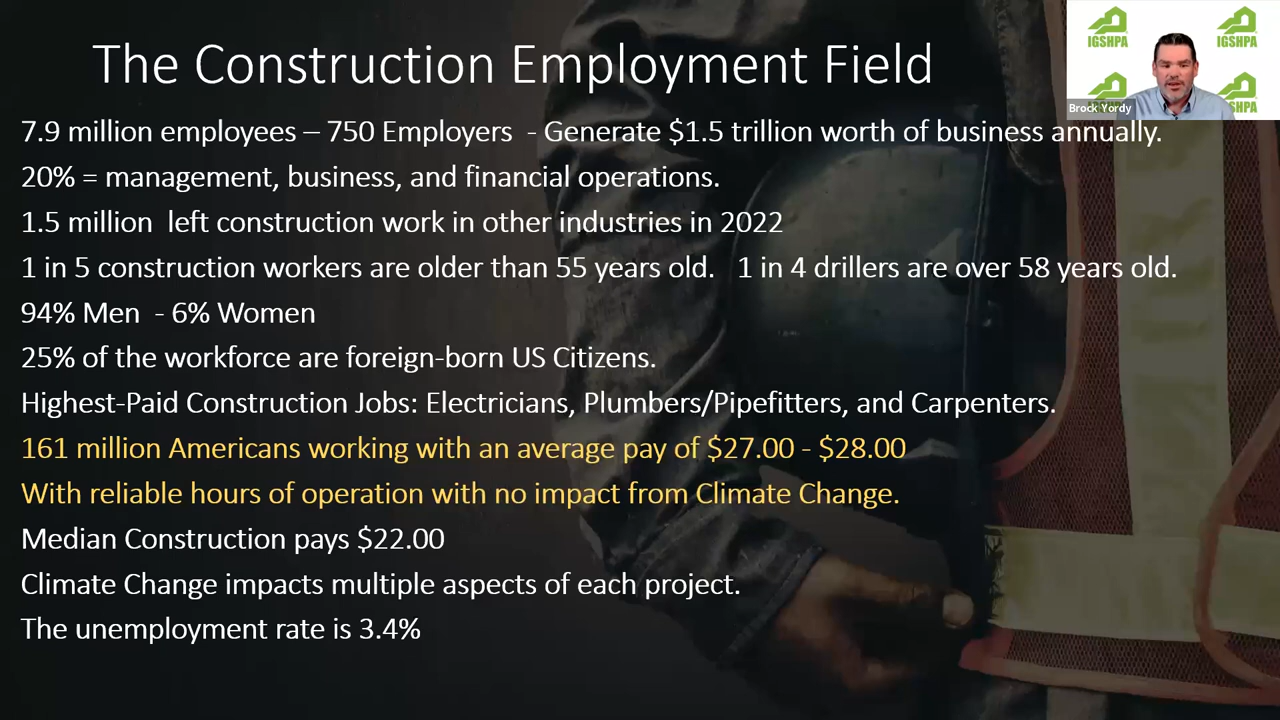 The Construction Employment Field
7.9 million employees – 750 Employers - Generate $1.5 trillion worth of business annually.
20% = management, business, and financial operations.
1.5 million left construction work in other industries in 2022
1 in 5 construction workers are older than 55 years old. 1 in 4 drillers are over 58 years old.
94% Men - 6% Women
25% of the workforce are foreign-born US Citizens.
Highest-Paid Construction Jobs: Electricians, Plumbers/Pipefitters, and Carpenters.
161 million Americans working with an average pay of $27.00 - $28.00
With reliable hours of operation with no impact from Climate Change.
Median Construction pays $22.00
Climate Change impacts multiple aspects of each project.
The unemployment rate is 3.4%
IGSHPA
IGSHPA
Brock Yordy